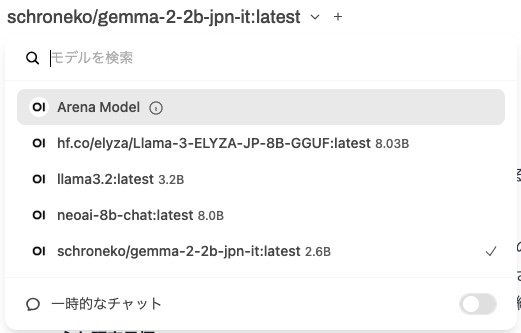 schroneko/gemma-2-2b-jpn-it:latest
モデルを検索
OI Arena Model
OI hf.co/elyza/Llama-3-ELYZA-JP-8B-GGUF:latest 8.03B
OI llama3.2:latest 3.2B
OI neoai-8b-chat:latest 8.0B
OI schroneko/gemma-2-2b-jpn-it:latest 2.6B
一時的なチャット